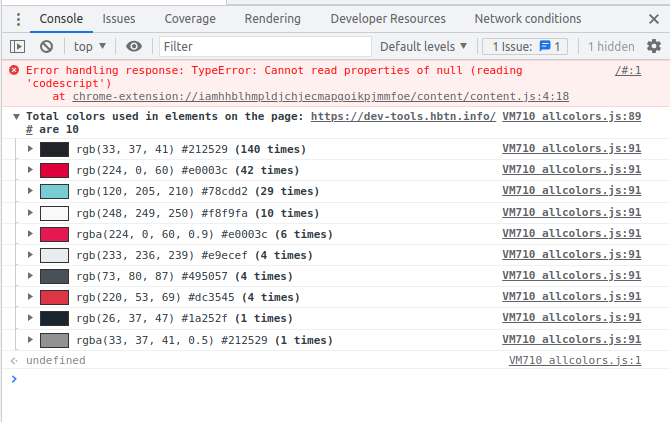 Console Issues Coverage Rendering Developer Resources Network conditions
top Filter Default levels 1 Issue: 1 1 hidden
Error handling response: TypeError: Cannot read properties of null (reading /#:1
'codescript')
at chrome-extension://iamhhblhmpldjchjecmapgoikpjmmfoe/content/content.js:4:18
Total colors used in elements on the page: https://dev-tools.hbtn.info/ VM710 allcolors.js:89
# are 10
rgb(33, 37, 41) #212529 (140 times) VM710 allcolors.js:91
rgb(224, 0, 60) #e0003c (42 times) VM710 allcolors.js:91
rgb(120, 205, 210) #78cdd2 (29 times) VM710 allcolors.js:91
rgb(248, 249, 250) #f8f9fa (10 times) VM710 allcolors.js:91
rgba(224, 0, 60, 0.9) #e0003c (6 times) VM710 allcolors.js:91
rgb(233, 236, 239) #e9ecef (4 times) VM710 allcolors.js:91
rgb(73, 80, 87) #495057 (4 times) VM710 allcolors.js:91
rgb(220, 53, 69) #dc3545 (4 times) VM710 allcolors.js:91
rgb(26, 37, 47) #1a252f (1 times) VM710 allcolors.js:91
rgba(33, 37, 41, 0.5) #212529 (1 times) VM710 allcolors.js:91
undefined VM710 allcolors.js:1